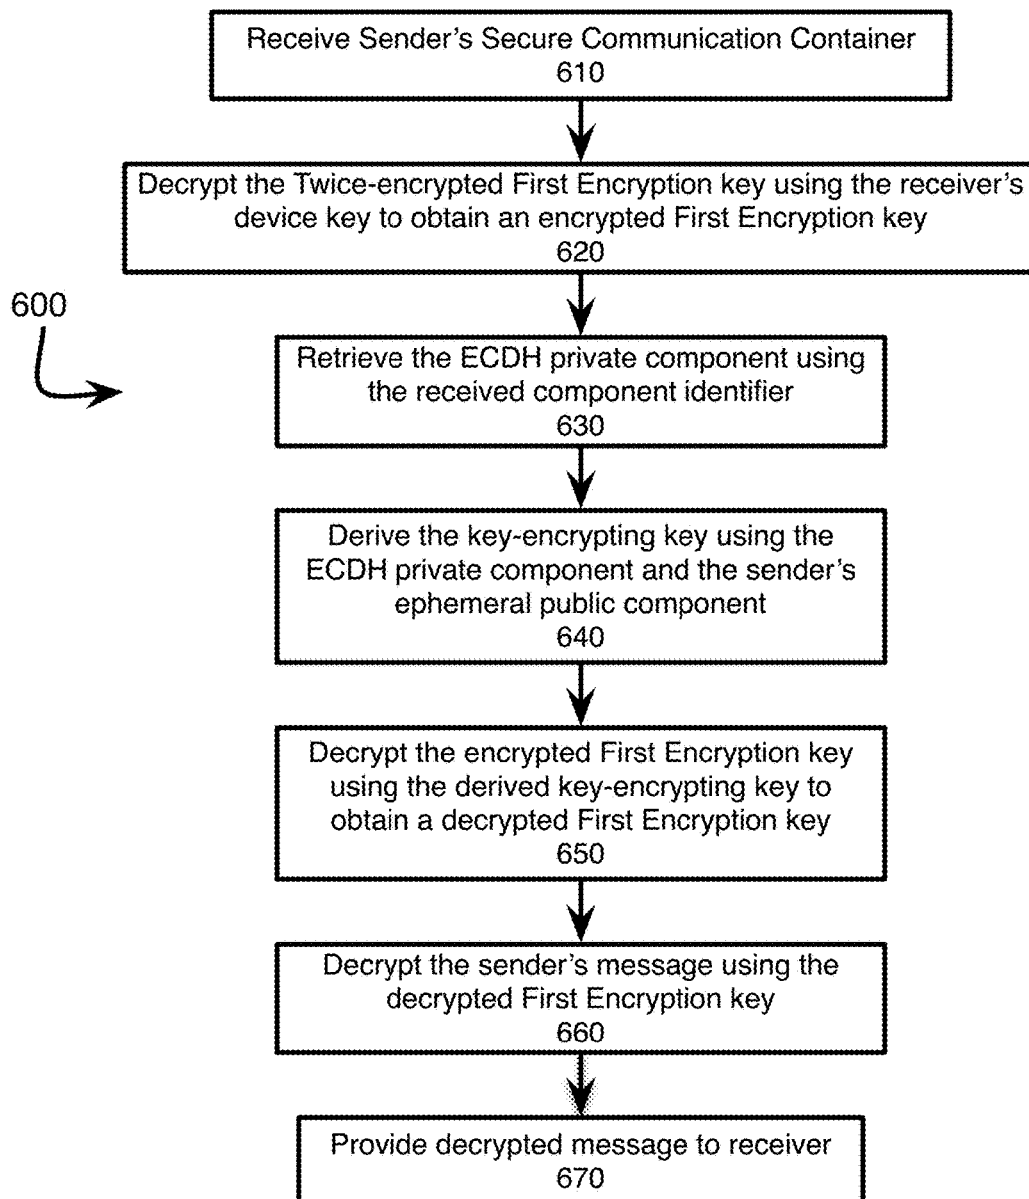 Receive Sender's Secure Communication Container
610
Decrypt the Twice-encrypted First Encryption key using the receiver's
device key to obtain an encrypted First Encryption key
620
600
Retrieve the ECDH private component using
the received component identifier
630
Derive the key-encrypting key using the
ECDH private component and the sender's
ephemeral public component
640
Decrypt the encrypted First Encryption key
using the derived key-encrypting key to
obtain a decrypted First Encryption key
650
Decrypt the sender's message using the
decrypted First Encryption key
660
Provide decrypted message to receiver
670